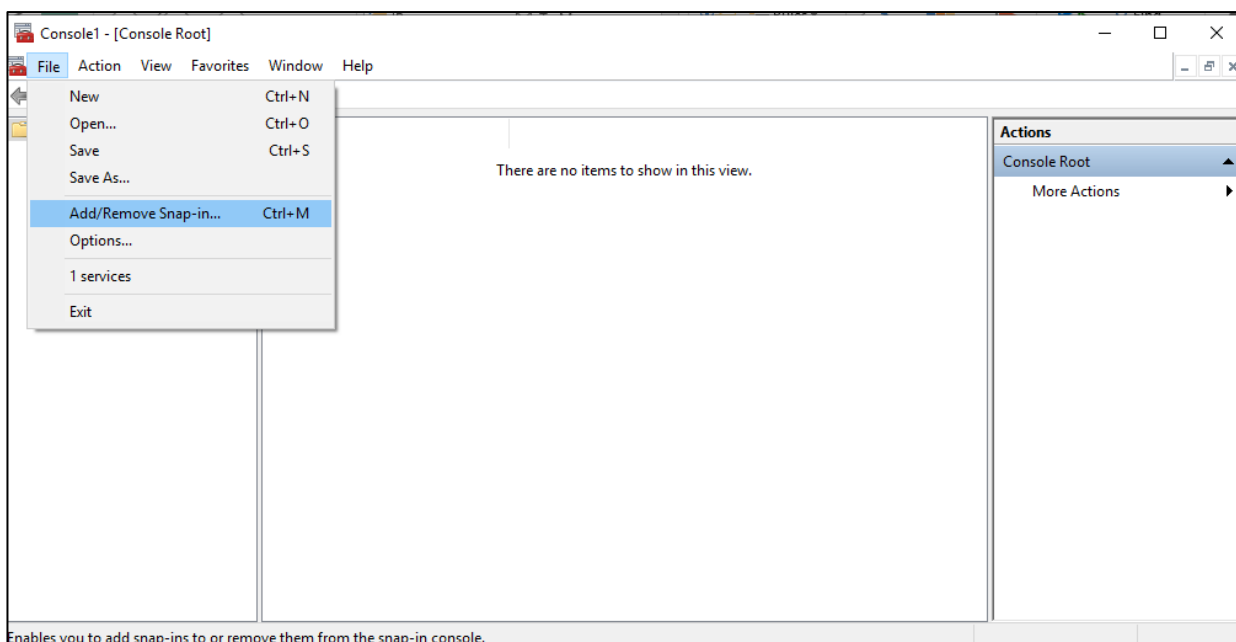 Console1 - [Console Root]
File Action View Favorites Window Help
New Ctrl+N
Open... Ctrl+O
Save Ctrl+S
Save As...
Add/Remove Snap-in... Ctrl+M
Options...
1 services
Exit
There are no items to show in this view.
Actions
Console Root
More Actions
Enables you to add snap-ins to or remove them from the snap-in console.